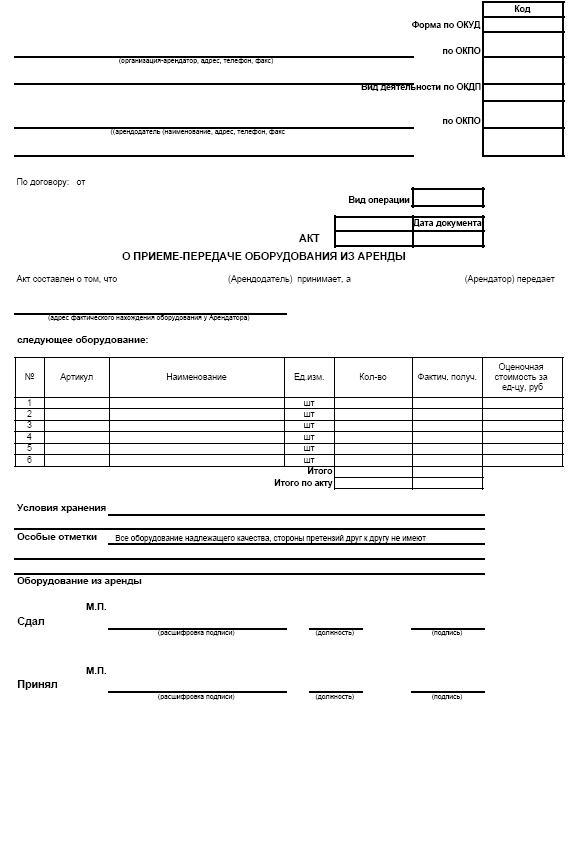 Код
Форма по ОКУД
по ОКПО
(организация-арендатор, адрес, телефон, факс)
Вид деятельности по ОКДП
по ОКПО
((арендодатель (наименование, адрес, телефон, факс
По договору: от
Вид операции
Дата документа
АКТ
О ПРИЕМЕ-ПЕРЕДАЧЕ ОБОРУДОВАНИЯ ИЗ АРЕНДЫ
Акт составлен о том, что (Арендодатель) принимает, а (Арендатор) передает
(адрес фактического нахождения оборудования у Арендатора)
следующее оборудование:
№ Артикул Наименование Ед.изм. Кол-во Фактич. получ. Оценочная стоимость за ед-цу, руб
1 шт
2 шт
3 шт
4 шт
5 шт
6 шт
Итого
Итого по акту
Условия хранения
Особые отметки Все оборудование надлежащего качества, стороны претензий друг к другу не имеют
Оборудование из аренды
М.П.
Сдал
(расшифровка подписи) (должность) (подпись)
М.П.
Принял
(расшифровка подписи) (должность) (подпись)